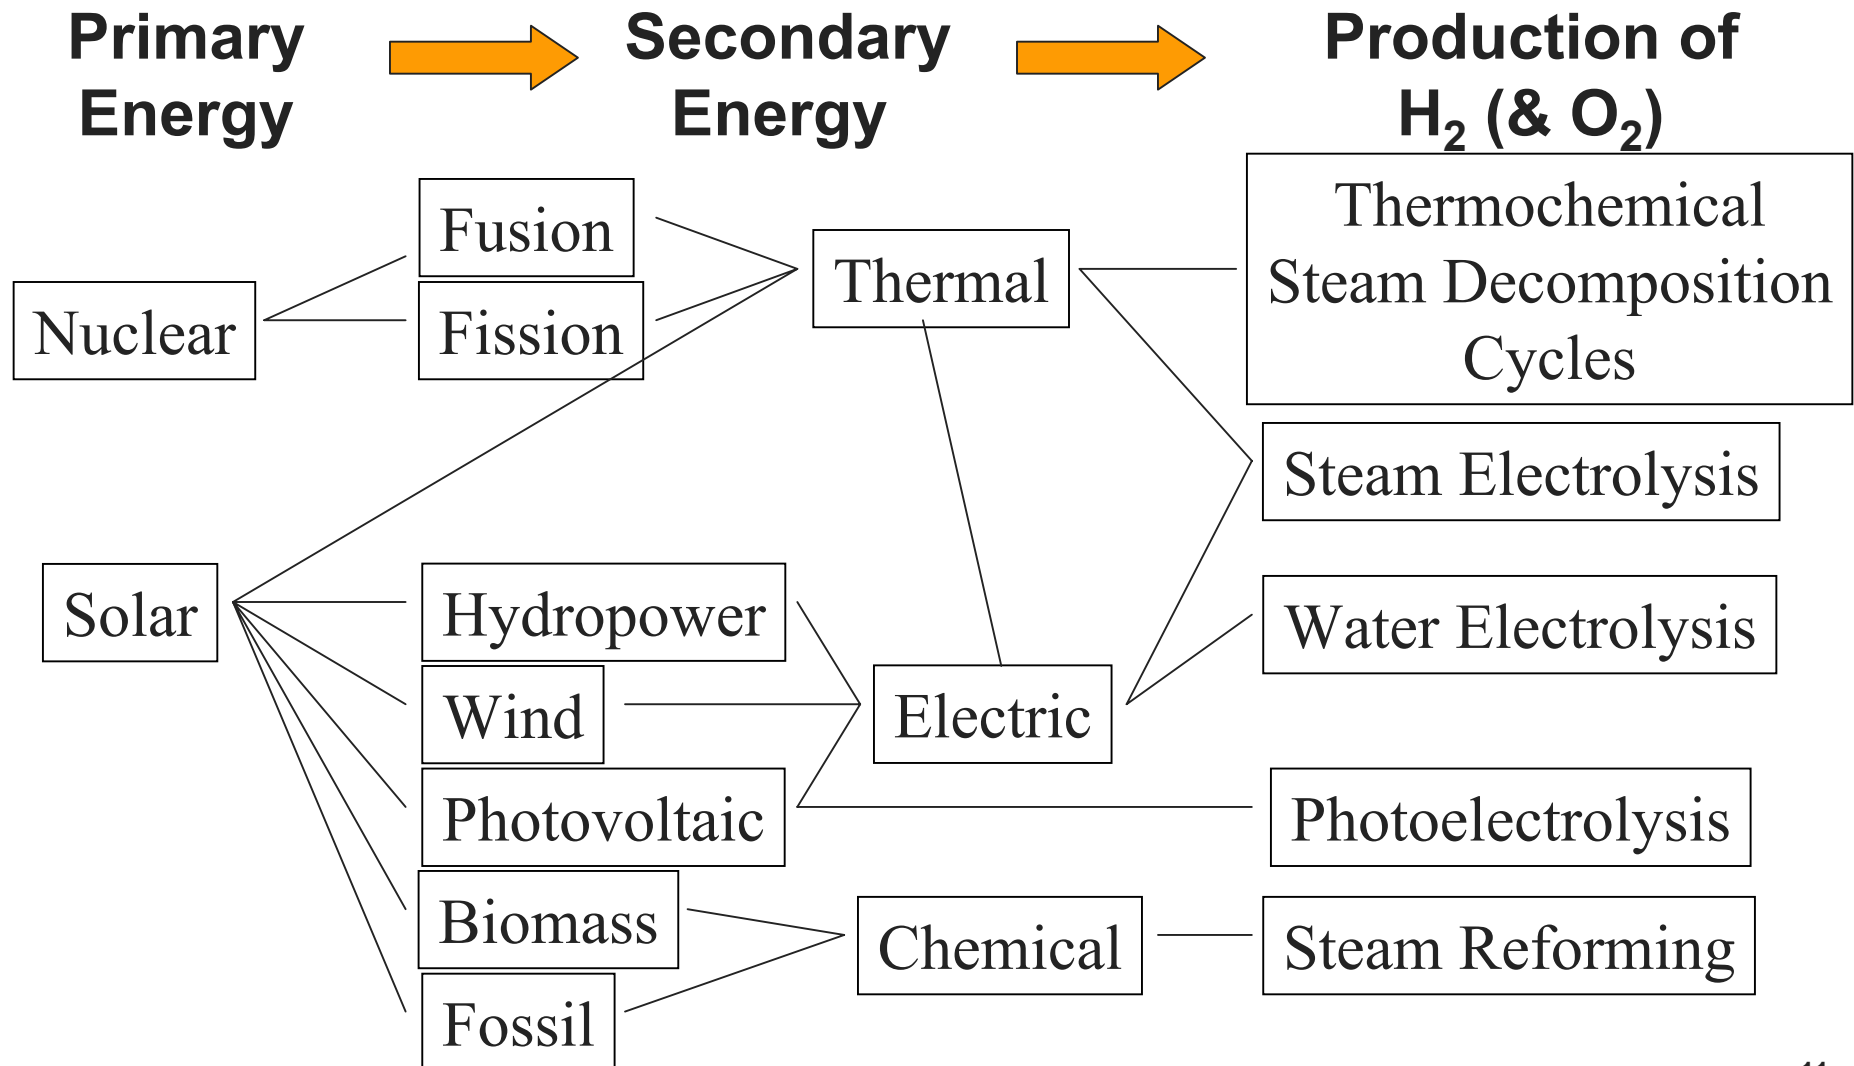 Primary
Energy
Secondary
Energy
Production of
H₂ (& O₂)
Fusion
Fission
Nuclear
Thermal
Thermochemical
Steam Decomposition
Cycles
Steam Electrolysis
Solar
Hydropower
Wind
Photovoltaic
Biomass
Fossil
Electric
Chemical
Water Electrolysis
Photoelectrolysis
Steam Reforming